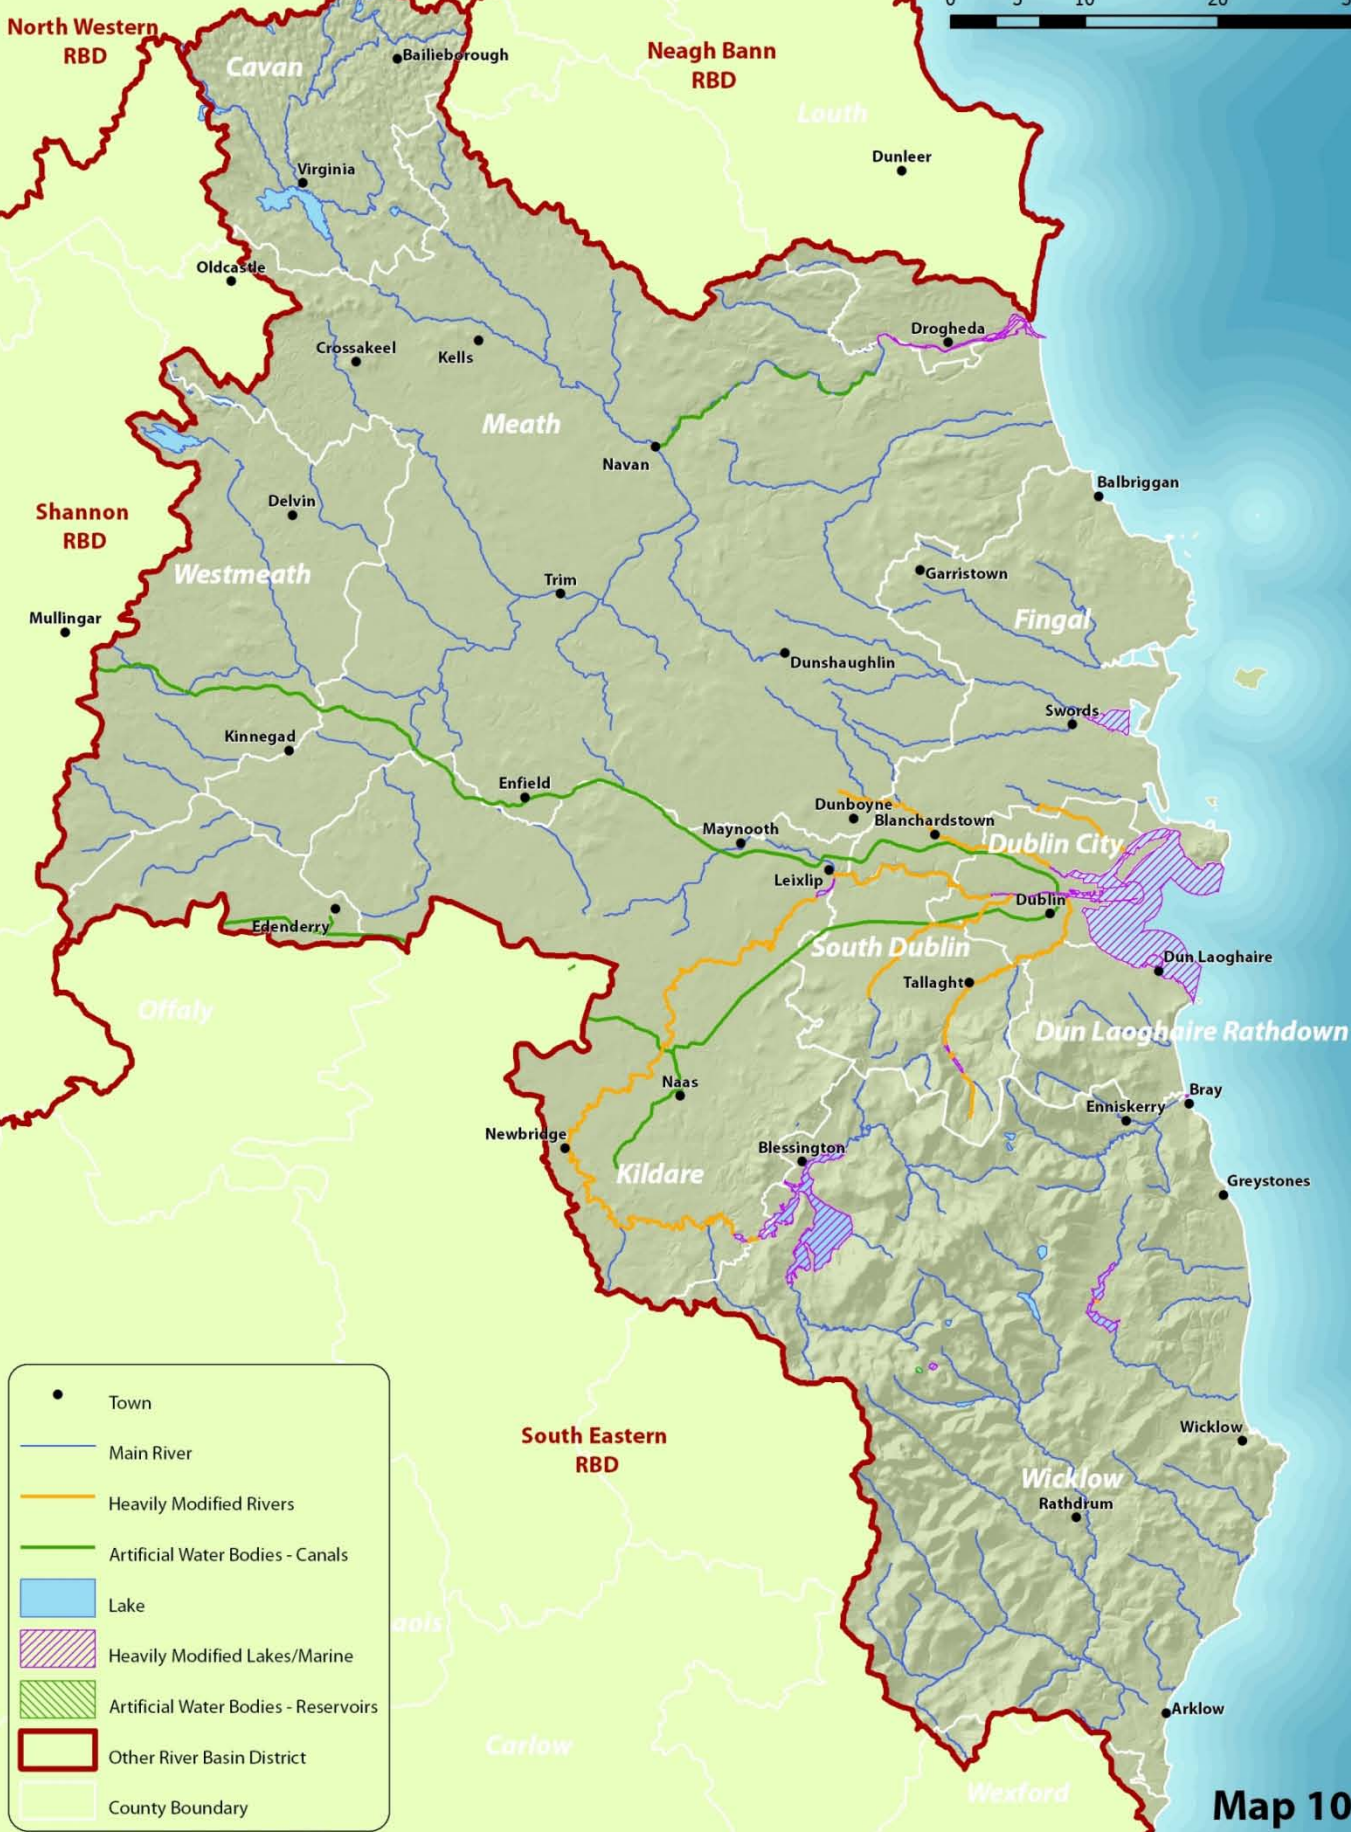 0 5 10 20
North Western
RBD
Cavan
Bailieborough
Neagh Bann
RBD
Louth
Dunleer
Virginia
Oldcastle
Drogheda
Crossakeel
Kells
Meath
Navan
Balbriggan
Delvin
Shannon
RBD
Westmeath
Trim
Garristown
Fingal
Mullingar
Dunshaughlin
Swords
Kinnegad
Enfield
Dunboyne
Blanchardstown
Maynooth
Dublin City
Leixlip
Dublin
Edenderry
South Dublin
Dun Laoghaire
Tallaght
Offaly
Dun Laoghaire Rathdown
Naas
Bray
Enniskerry
Newbridge
Blessington
Kildare
Greystones
South Eastern
RBD
Wicklow
Wicklow
Rathdrum
aois
Arklow
Carlow
Wexford
Town
Main River
Heavily Modified Rivers
Artificial Water Bodies - Canals
Lake
Heavily Modified Lakes/Marine
Artificial Water Bodies - Reservoirs
Other River Basin District
County Boundary
Map 10